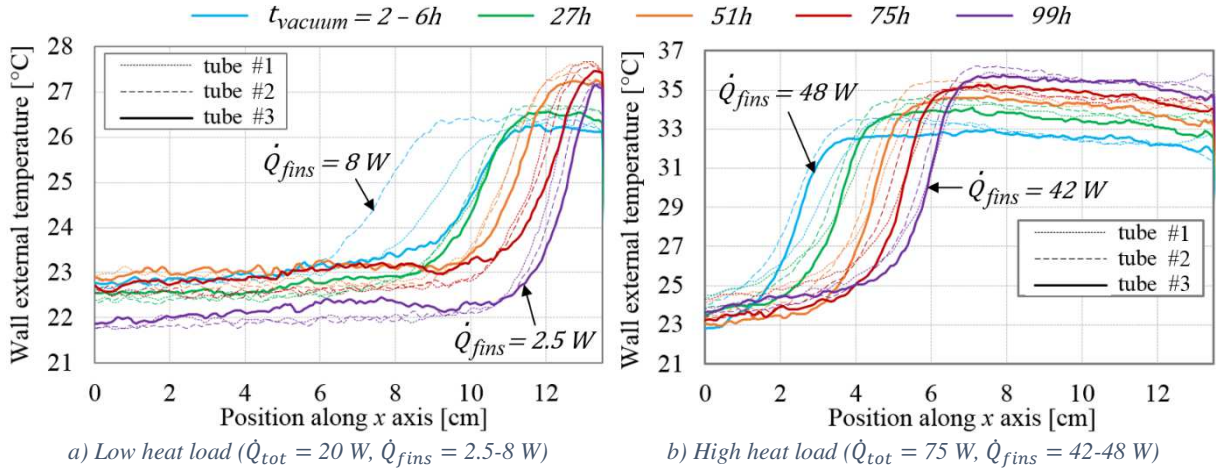 t_vacuum = 2 – 6h 27h 51h 75h 99h
Wall external temperature [°C]
28
27
26
25
24
23
22
21
tube #1
tube #2
tube #3
Q̇_fins = 8 W
Q̇_fins = 2.5 W
0 2 4 6 8 10 12
Position along x axis [cm]
a) Low heat load (Q̇_tot = 20 W, Q̇_fins = 2.5-8 W)
Wall external temperature [°C]
37
35
33
31
29
27
25
23
21
Q̇_fins = 48 W
Q̇_fins = 42 W
tube #1
tube #2
tube #3
0 2 4 6 8 10 12
Position along x axis [cm]
b) High heat load (Q̇_tot = 75 W, Q̇_fins = 42-48 W)